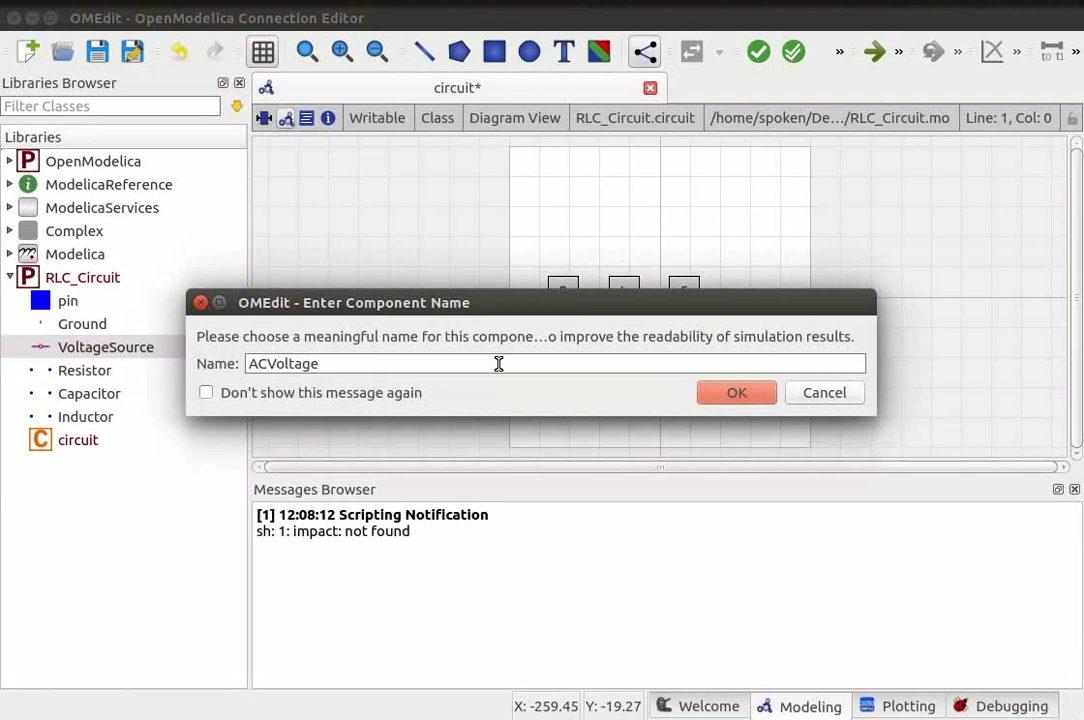 OMEdit - OpenModelica Connection Editor
T
»
»
»
»
to t1
»
Libraries Browser
circuit*
Filter Classes
Writable
Class
Diagram View
RLC_Circuit.circuit
/home/spoken/De.../RLC_Circuit.mo
Line: 1, Col: 0
Libraries
P OpenModelica
i ModelicaReference
ModelicaServices
Complex
Modelica
P RLC_Circuit
pin
Ground
VoltageSource
Resistor
Capacitor
Inductor
C circuit
OMEdit - Enter Component Name
Please choose a meaningful name for this compone...o improve the readability of simulation results.
Name: ACVoltage
Don't show this message again
OK
Cancel
Messages Browser
[1] 12:08:12 Scripting Notification
sh: 1: impact: not found
X: -259.45
Y: -19.27
Welcome
Modeling
Plotting
Debugging